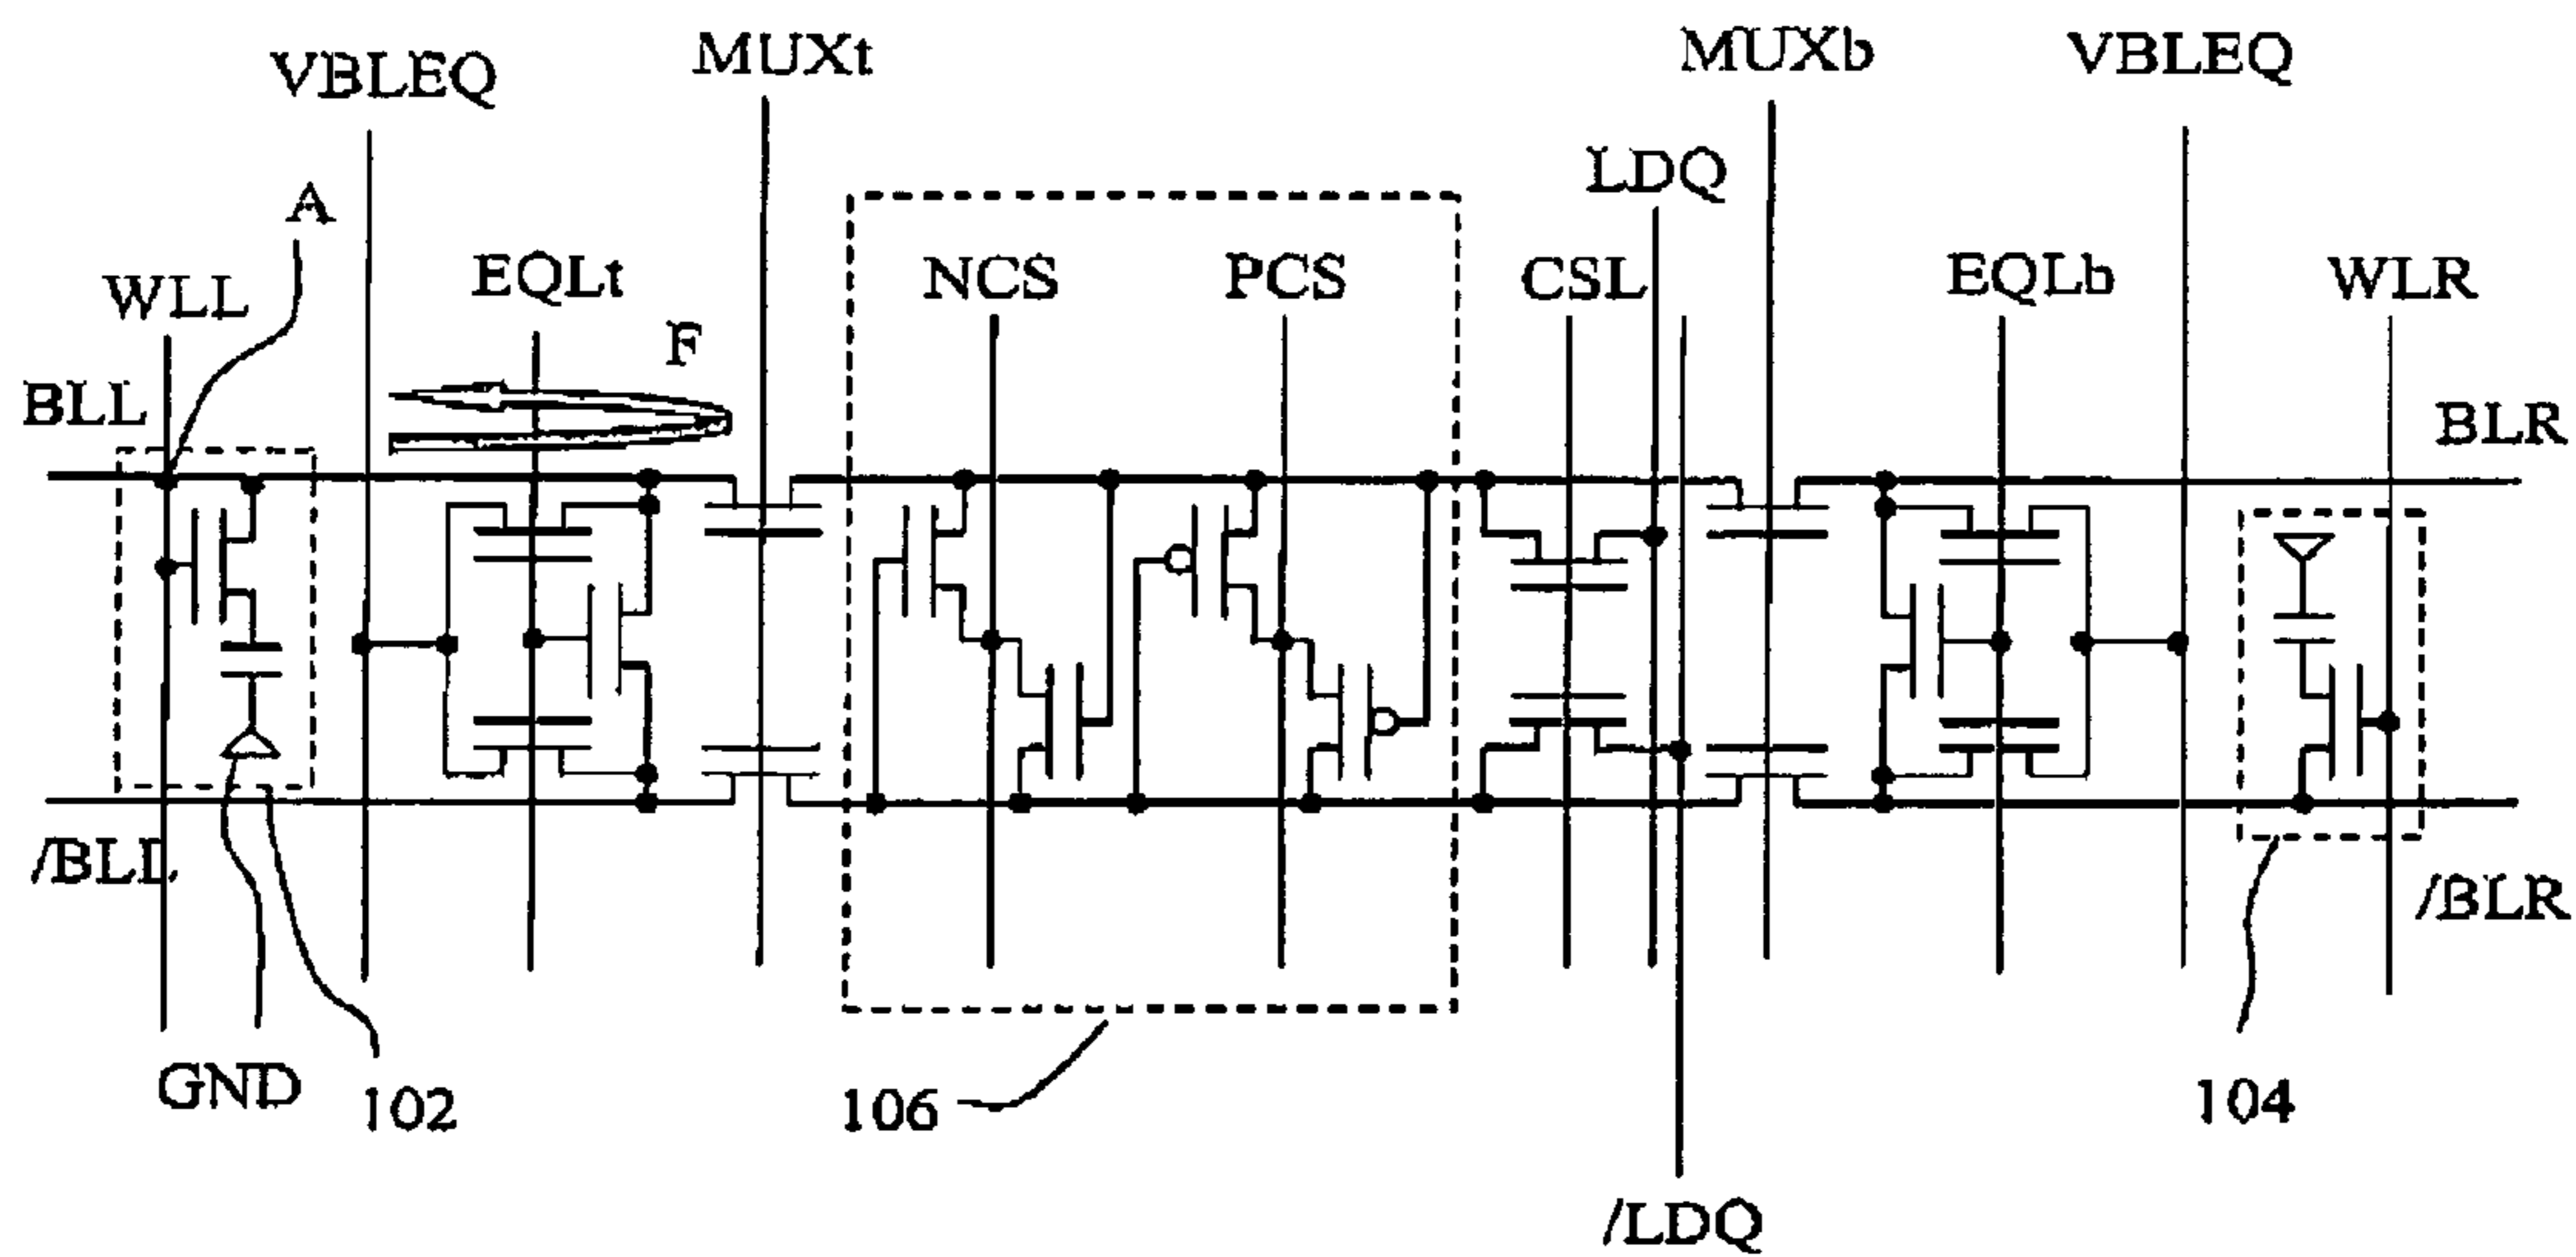 MUXt
MUXb
VBLEQ
VBLEQ
LDQ
A
WLL
EQLt
NCS
PCS
CSL
EQLb
WLR
F
BLL
BLR
/BLL
/BLR
GND
102
106
104
/LDQ